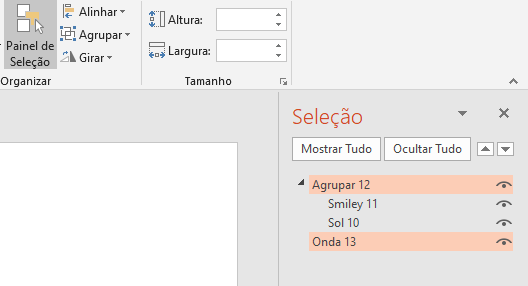 Painel de
Seleção
Alinhar
Agrupar
Girar
Organizar
Altura:
Largura:
Tamanho
Seleção
Mostrar Tudo
Ocultar Tudo
Agrupar 12
Smiley 11
Sol 10
Onda 13